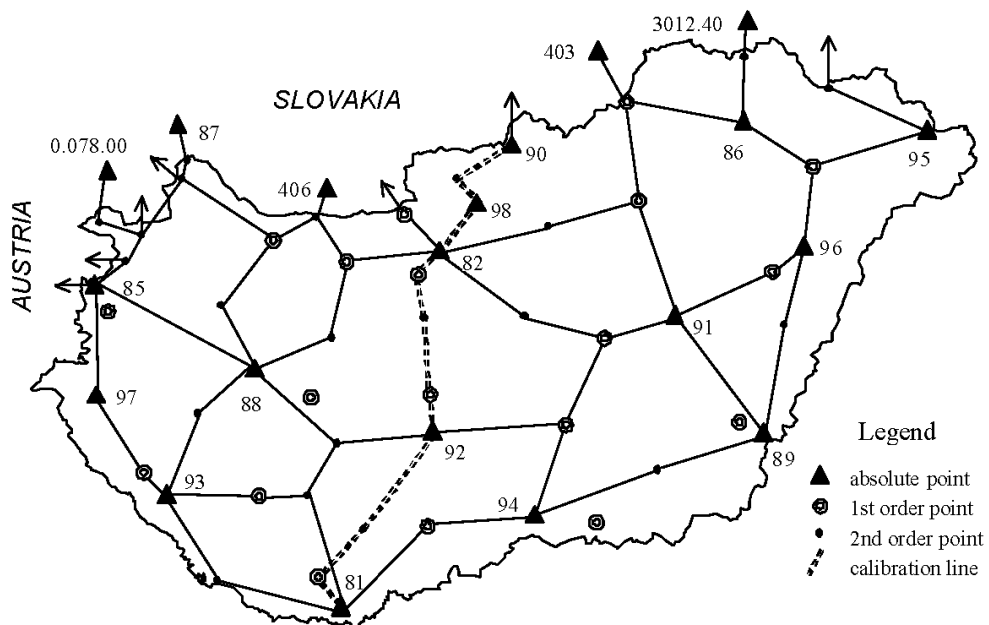 3012.40
403
SLOVAKIA
87
0.078.00
90
86
95
406
98
AUSTRIA
82
96
85
91
97
88
92
Legend
89
93
absolute point
94
1st order point
2nd order point
81
calibration line